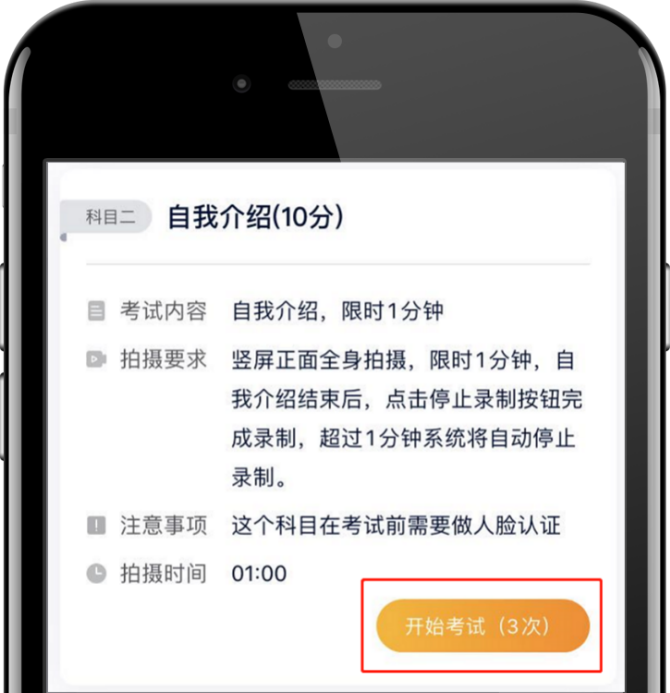 科目二 自我介绍(10分)
考试内容 自我介绍，限时1分钟
拍摄要求 竖屏正面全身拍摄，限时1分钟，自
我介绍结束后，点击停止录制按钮完
成录制，超过1分钟系统将自动停止
录制。
注意事项 这个科目在考试前需要做人脸认证
拍摄时间 01:00
开始考试（3次）